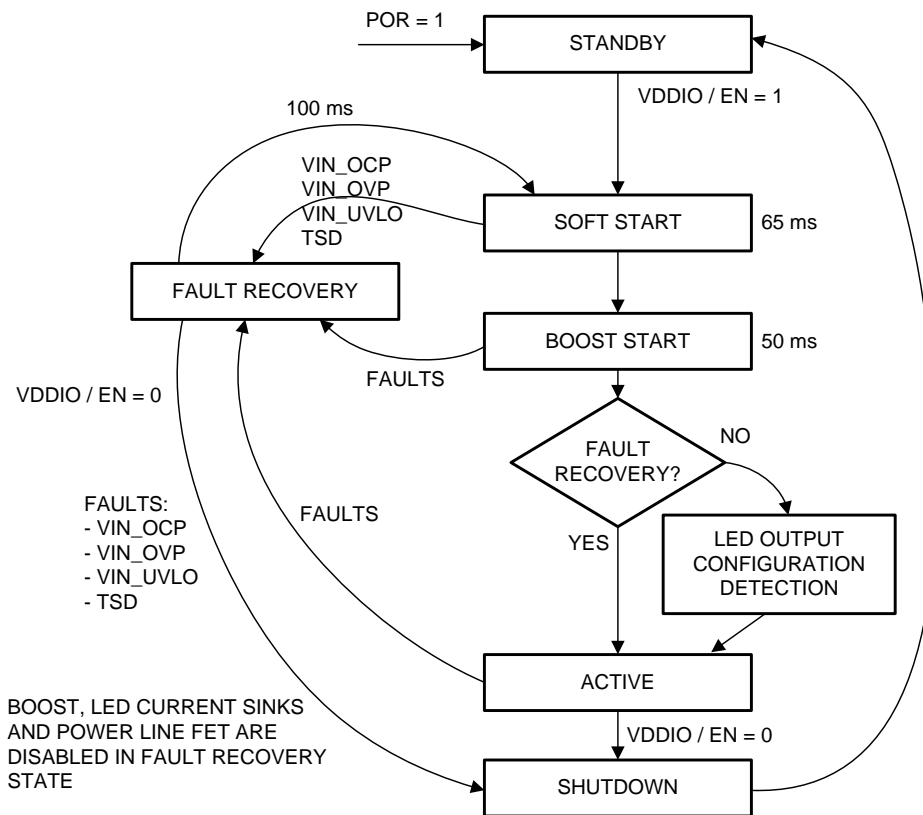 POR = 1
STANDBY
VDDIO / EN = 1
100 ms
VIN_OCP
VIN_OVP
VIN_UVLO
TSD
SOFT START
65 ms
FAULT RECOVERY
BOOST START
50 ms
FAULTS
VDDIO / EN = 0
FAULT
RECOVERY?
NO
YES
FAULTS:
- VIN_OCP
- VIN_OVP
- VIN_UVLO
- TSD
FAULTS
LED OUTPUT
CONFIGURATION
DETECTION
ACTIVE
BOOST, LED CURRENT SINKS
AND POWER LINE FET ARE
DISABLED IN FAULT RECOVERY
STATE
VDDIO / EN = 0
SHUTDOWN